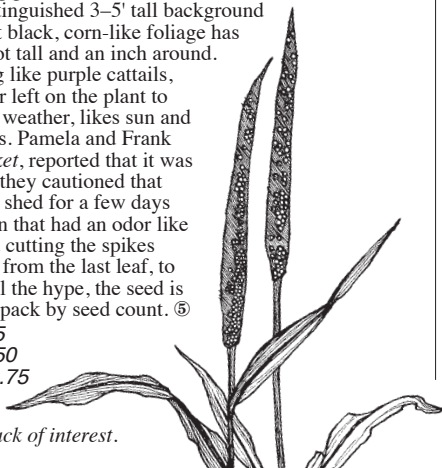 tinguished 3–5' tall background
t black, corn-like foliage has
ot tall and an inch around.
g like purple cattails,
r left on the plant to
weather, likes sun and
s. Pamela and Frank
ket, reported that it was
they cautioned that
shed for a few days
n that had an odor like
cutting the spikes
from the last leaf, to
l the hype, the seed is
pack by seed count. ⑤
5
50
.75
ack of interest.